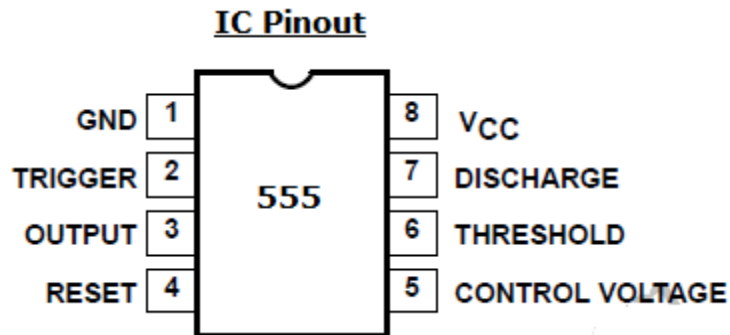 IC Pinout
GND 1 8 VCC
TRIGGER 2 7 DISCHARGE
555
OUTPUT 3 6 THRESHOLD
RESET 4 5 CONTROL VOLTAGE